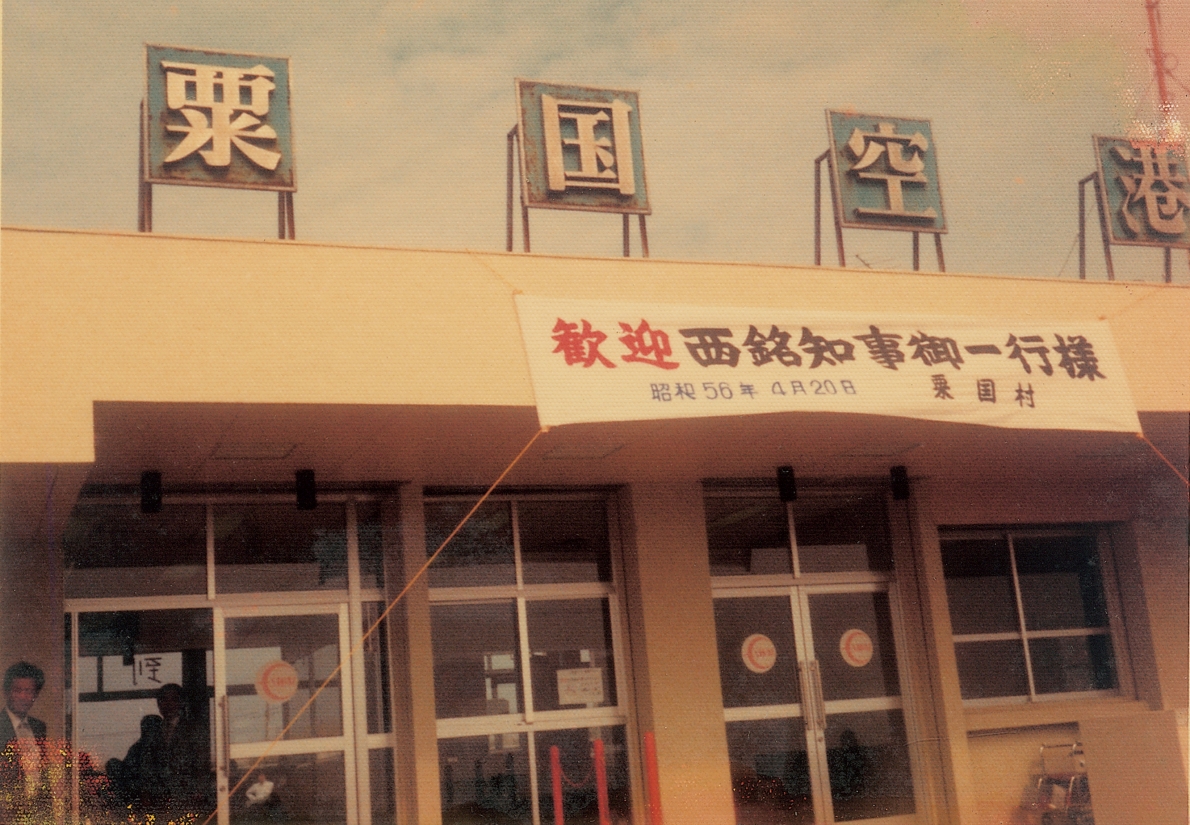 粟国空港
歓迎 西銘知事御一行様
昭和56年 4月20日 粟国村